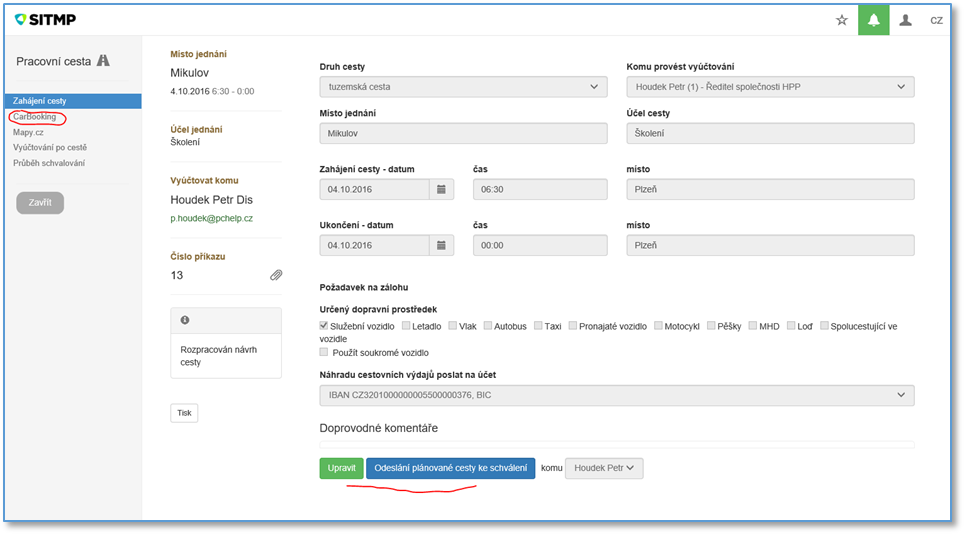 SITMP
CZ
Pracovní cesta
Zahájení cesty
CarBooking
Mapy.cz
Vyúčtování po cestě
Průběh schvalování
Zavřít
Místo jednání
Mikulov
4.10.2016 6:30 - 0:00
Účel jednání
Školení
Vyúčtovat komu
Houdek Petr Dis
p.houdek@pchelp.cz
Číslo příkazu
13
Rozpracován návrh
cesty
Tisk
Druh cesty
Komu provést vyúčtování
tuzemská cesta
Houdek Petr (1) - Ředitel společnosti HPP
Místo jednání
Účel cesty
Mikulov
Školení
Zahájení cesty - datum
čas
místo
04.10.2016
06:30
Plzeň
Ukončení - datum
čas
místo
04.10.2016
00:00
Plzeň
Požadavek na zálohu
Určený dopravní prostředek
Služební vozidlo Letadlo Vlak Autobus Taxi Pronajaté vozidlo Motocykl Pěšky MHD Loď Spolucestující ve
vozidle
Použít soukromé vozidlo
Náhradu cestovních výdajů poslat na účet
IBAN CZ3201000000005500000376, BIC
Doprovodné komentáře
Upravit
Odeslání plánované cesty ke schválení
komu
Houdek Petr